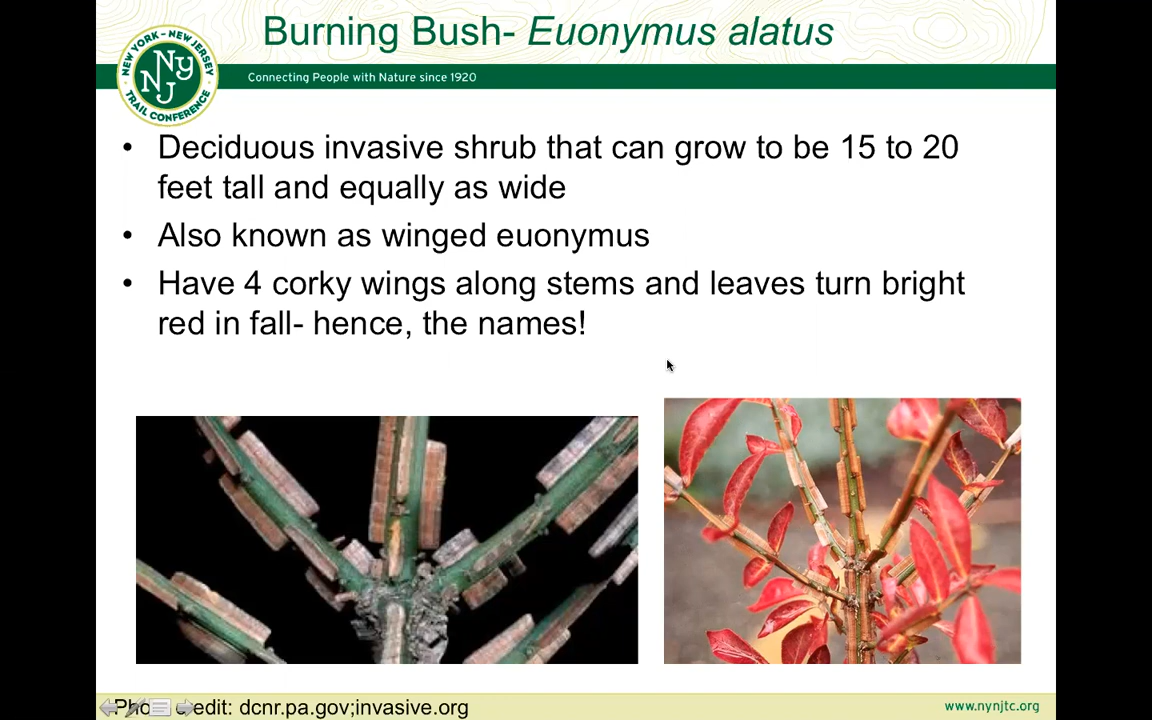 Burning Bush- Euonymus alatus
NEW YORK - NEW JERSEY
NY
NJ
TRAIL CONFERENCE
Connecting People with Nature since 1920
• Deciduous invasive shrub that can grow to be 15 to 20
feet tall and equally as wide
• Also known as winged euonymus
• Have 4 corky wings along stems and leaves turn bright
red in fall- hence, the names!
edit: dcnr.pa.gov;invasive.org
www.nynjtc.org